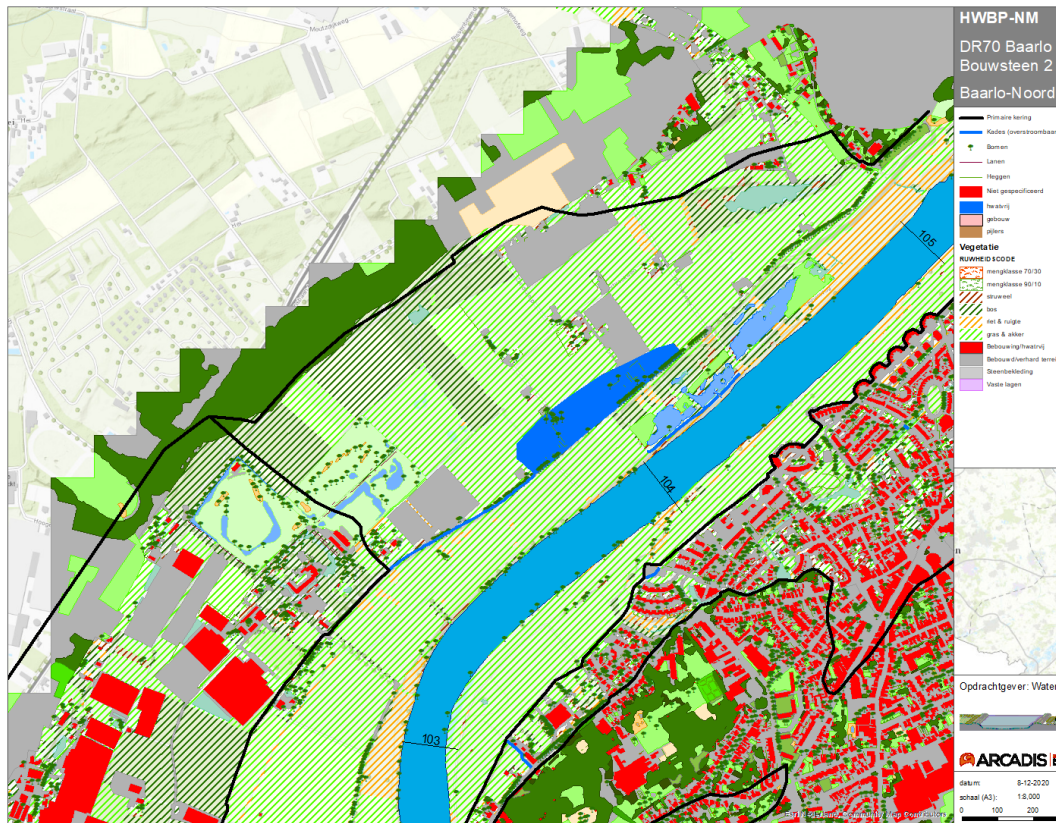 HWBP-NM
DR70 Baarlo
Bouwsteen 2
Baarlo-Noord
Primaire kering
Kades (overstroombaar
Bomen
Lanen
Heggen
Niet gespecificeerd
hwatvrij
gebouw
pijlers
Vegetatie
RUWHEIDSCODE
mengklasse 70/30
mengklasse 90/10
struweel
bos
riet & ruigte
gras & akker
Bebouwing/hwatvrij
Bebouwd/verhard terrei
Steenbekleding
Vaste lagen
105
104
103
Opdrachtgever: Water
ARCADIS
datum: 8-12-2020
schaal (A3): 1:8,000
0 100 200